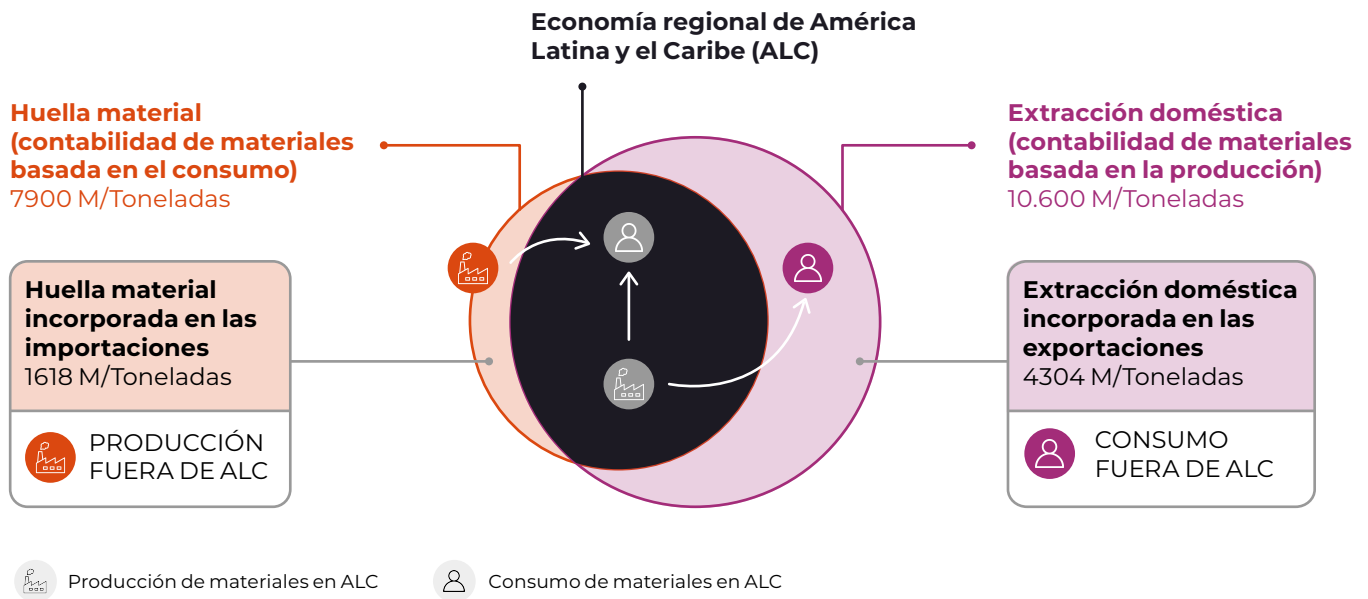 Economía regional de América
Latina y el Caribe (ALC)
Huella material
(contabilidad de materiales
basada en el consumo)
7900 M/Toneladas
Extracción doméstica
(contabilidad de materiales
basada en la producción)
10.600 M/Toneladas
Huella material
incorporada en las
importaciones
1618 M/Toneladas
PRODUCCIÓN
FUERA DE ALC
Extracción doméstica
incorporada en las
exportaciones
4304 M/Toneladas
CONSUMO
FUERA DE ALC
Producción de materiales en ALC
Consumo de materiales en ALC